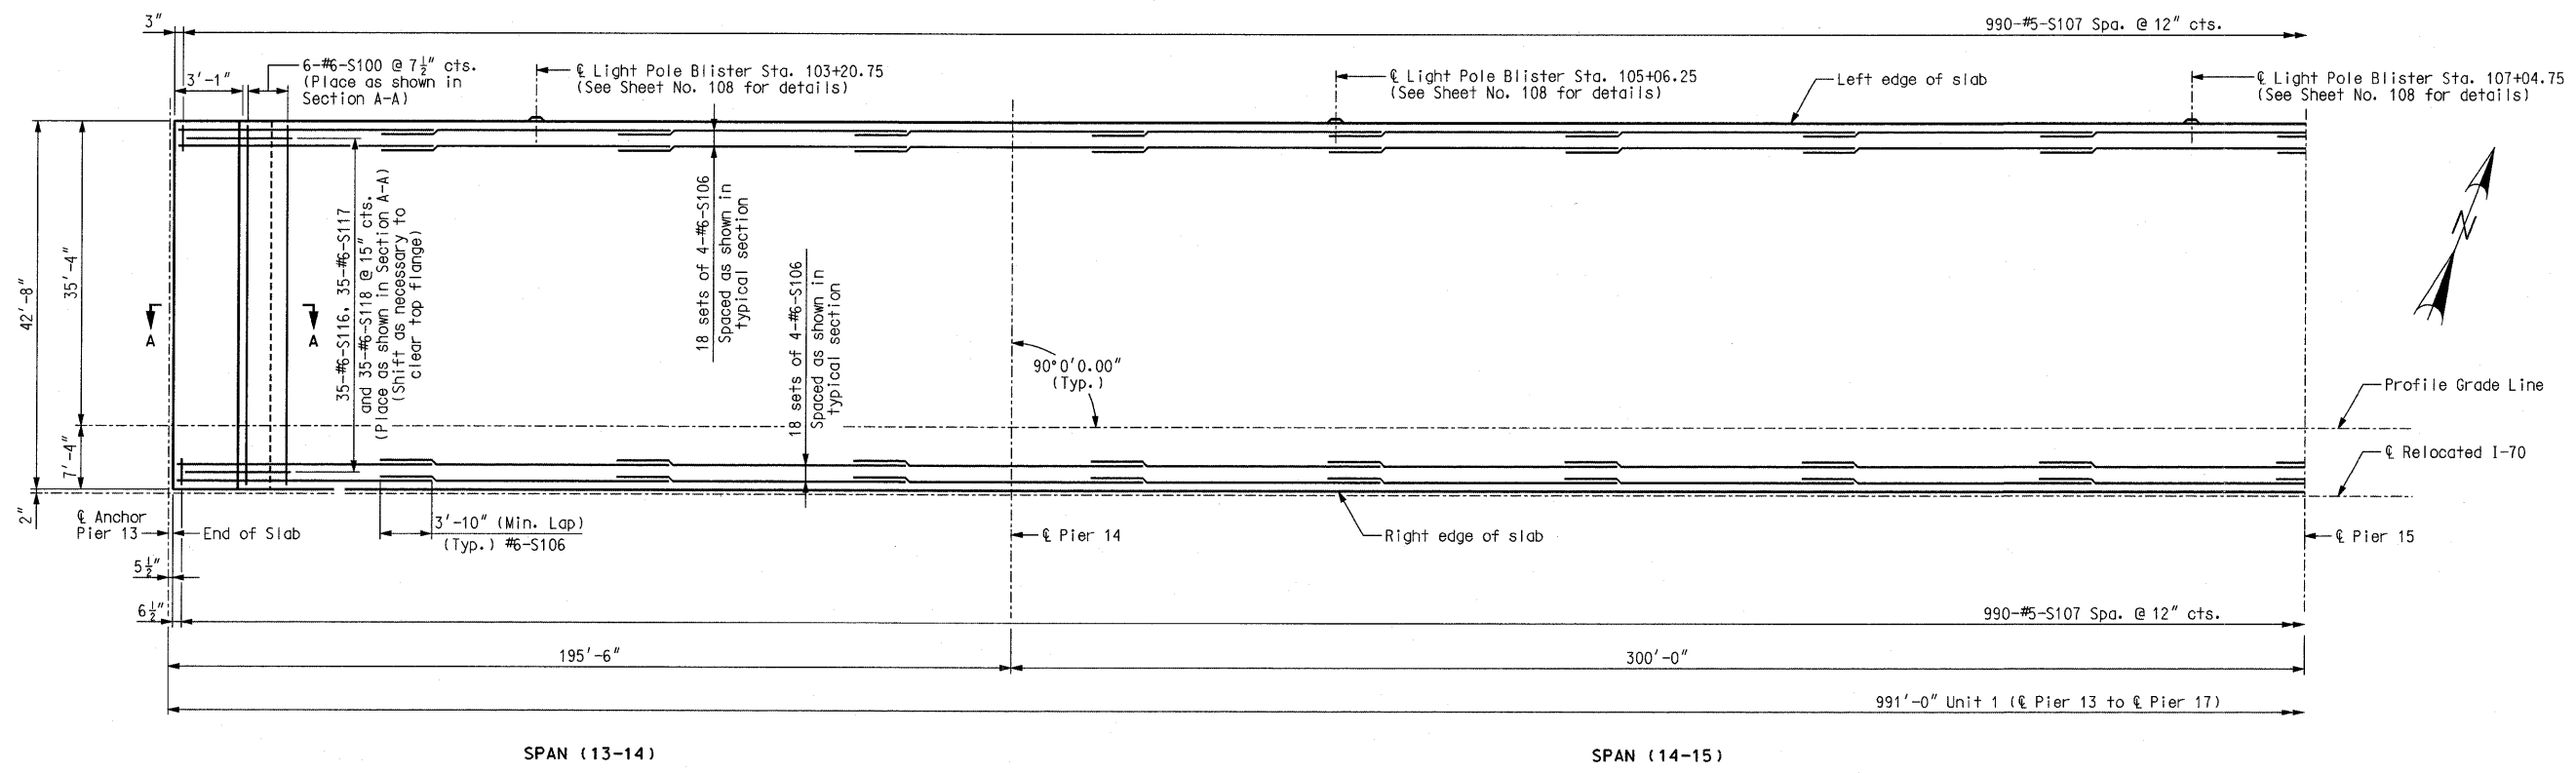 3"
990-#5-S107 Spa. @ 12" cts.
3'-1"
6-#6-S100 @ 7½" cts.
(Place as shown in
Section A-A)
℄ Light Pole Blister Sta. 103+20.75
(See Sheet No. 108 for details)
℄ Light Pole Blister Sta. 105+06.25
(See Sheet No. 108 for details)
Left edge of slab
℄ Light Pole Blister Sta. 107+04.75
(See Sheet No. 108 for details)
42'-8"
35'-4"
7'-4"
2"
A
A
35-#6-S116, 35-#6-S117
and 35-#6-S118 @ 15" cts.
(Place as shown in Section A-A)
(Shift as necessary to
clear top flange)
18 sets of 4-#6-S106
Spaced as shown in
typical section
18 sets of 4-#6-S106
Spaced as shown in
typical section
90°0'0.00"
(Typ.)
N
Profile Grade Line
℄ Relocated I-70
℄ Anchor
Pier 13
End of Slab
3'-10" (Min. Lap)
(Typ.) #6-S106
℄ Pier 14
Right edge of slab
℄ Pier 15
5½"
6½"
990-#5-S107 Spa. @ 12" cts.
195'-6"
300'-0"
991'-0" Unit 1 (℄ Pier 13 to ℄ Pier 17)
SPAN (13-14)
SPAN (14-15)